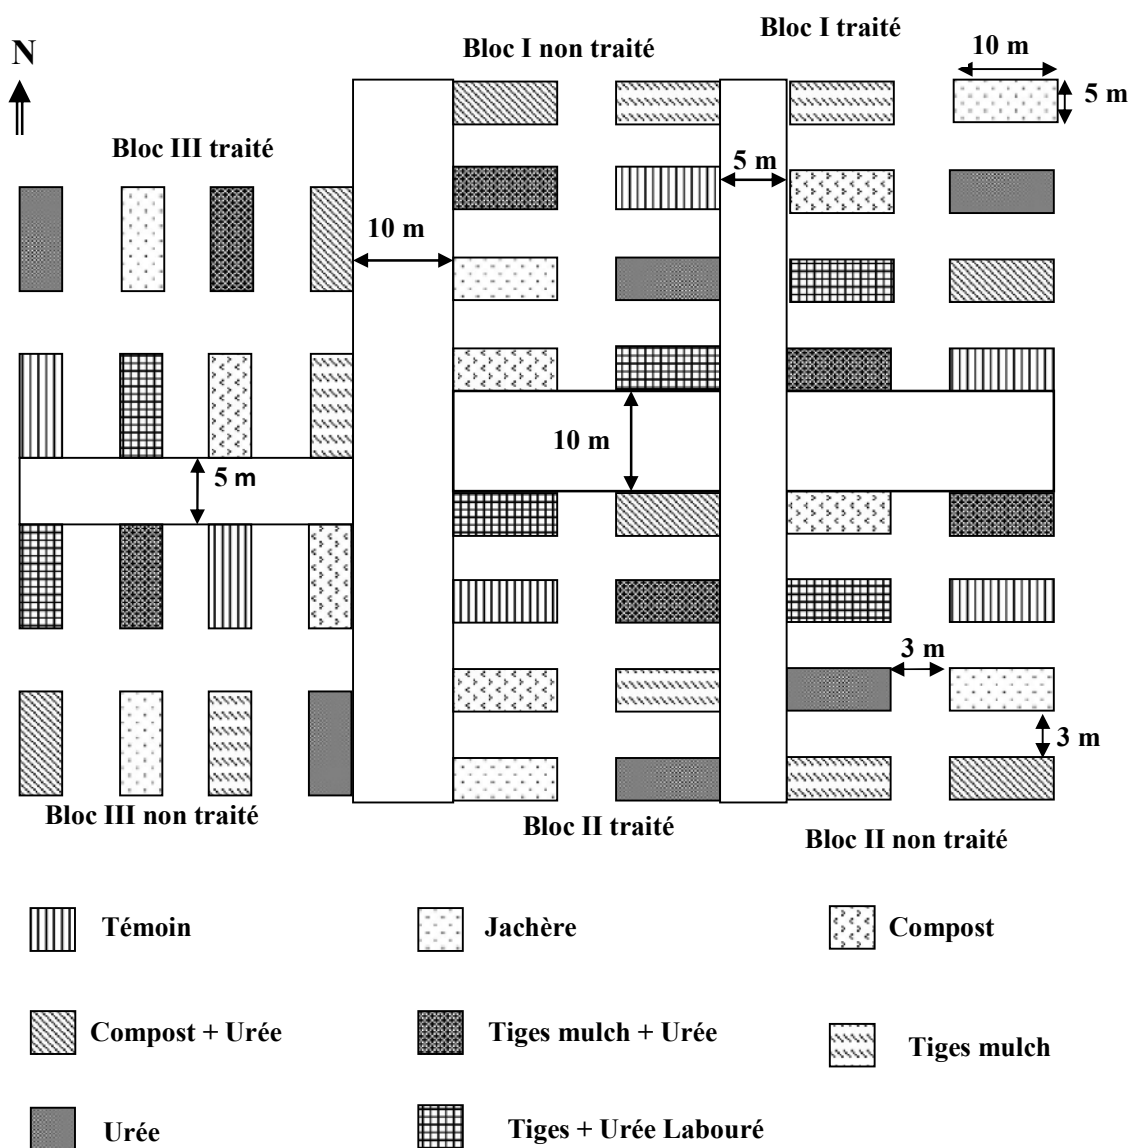 Bloc I traité
Bloc I non traité
N
10 m
5 m
Bloc III traité
5 m
10 m
10 m
5 m
3 m
3 m
Bloc III non traité
Bloc II traité
Bloc II non traité
Témoin
Jachère
Compost
Compost + Urée
Tiges mulch + Urée
Tiges mulch
Urée
Tiges + Urée Labouré